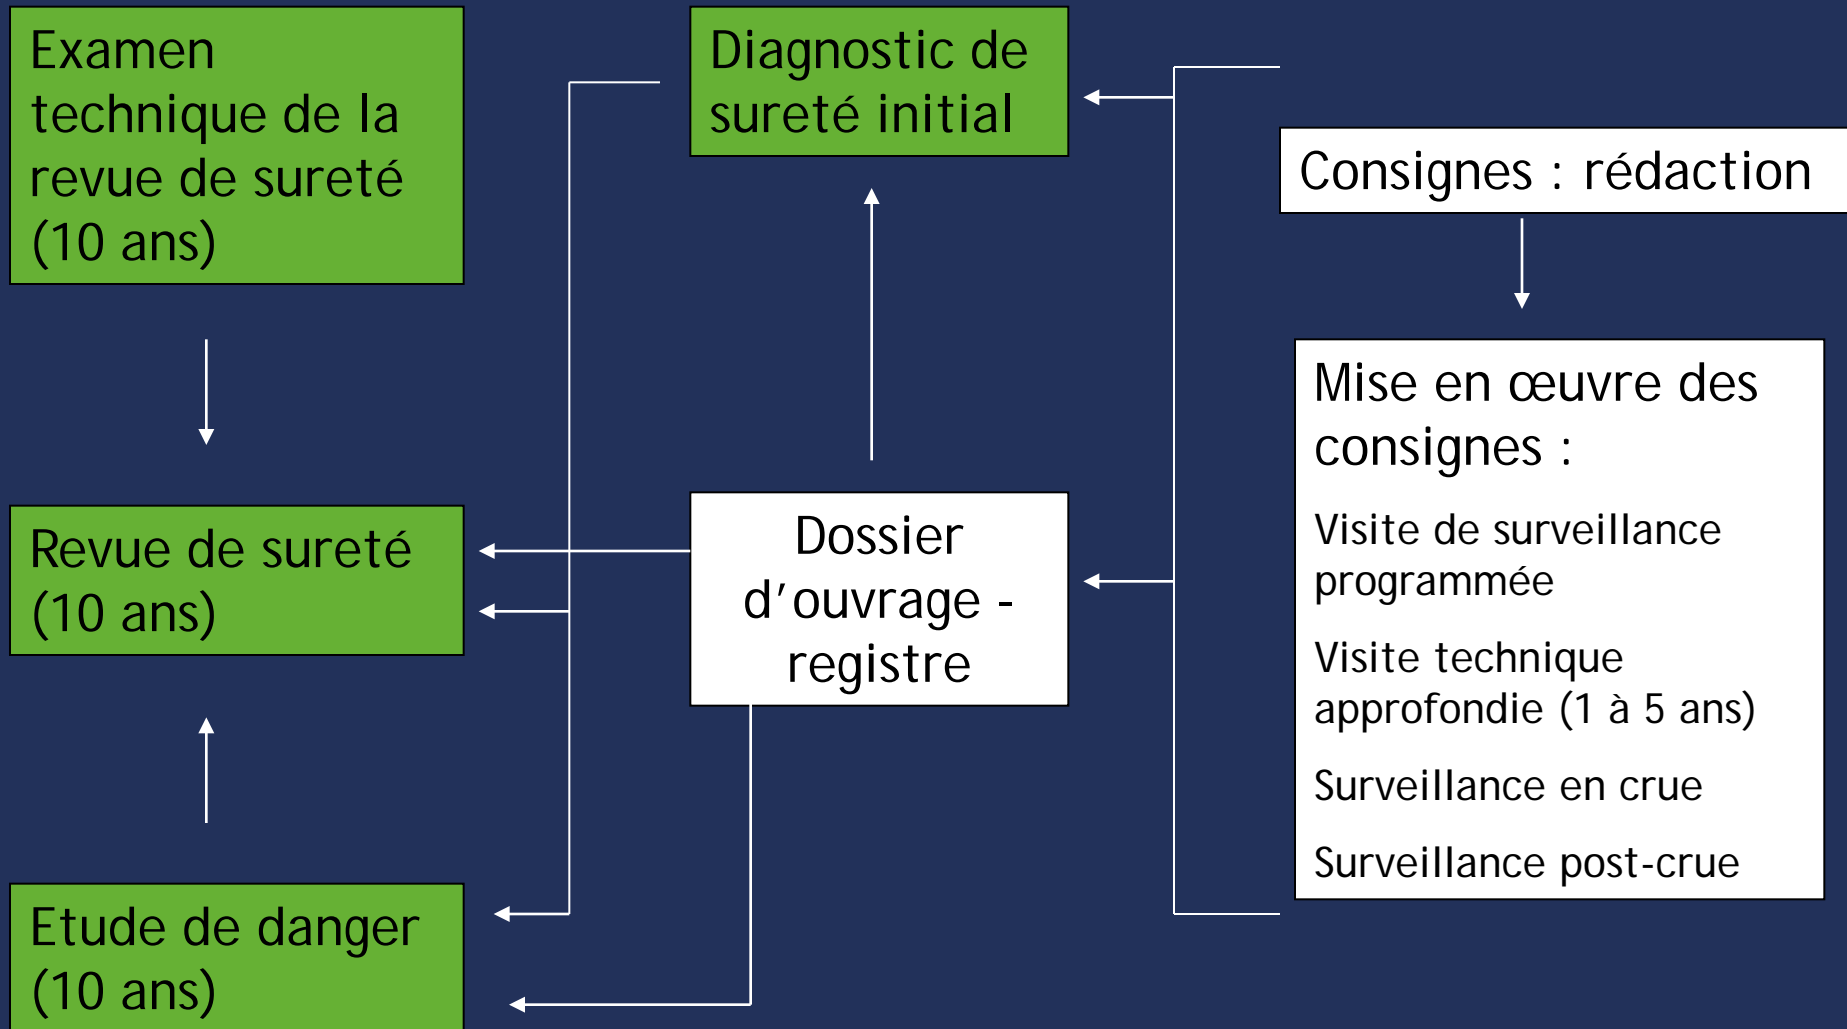 Examen
technique de la
revue de sureté
(10 ans)
Revue de sureté
(10 ans)
Etude de danger
(10 ans)
Diagnostic de
sureté initial
Dossier
d’ouvrage -
registre
Consignes : rédaction
Mise en œuvre des
consignes :
Visite de surveillance
programmée
Visite technique
approfondie (1 à 5 ans)
Surveillance en crue
Surveillance post-crue